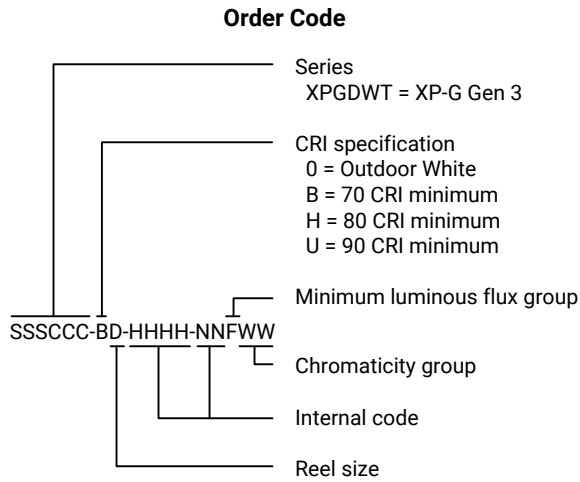 Order Code
Series
XPGDWT = XP-G Gen 3
CRI specification
0 = Outdoor White
B = 70 CRI minimum
H = 80 CRI minimum
U = 90 CRI minimum
Minimum luminous flux group
SSSCCC-BD-HHHH-NNFWW
Chromaticity group
Internal code
Reel size